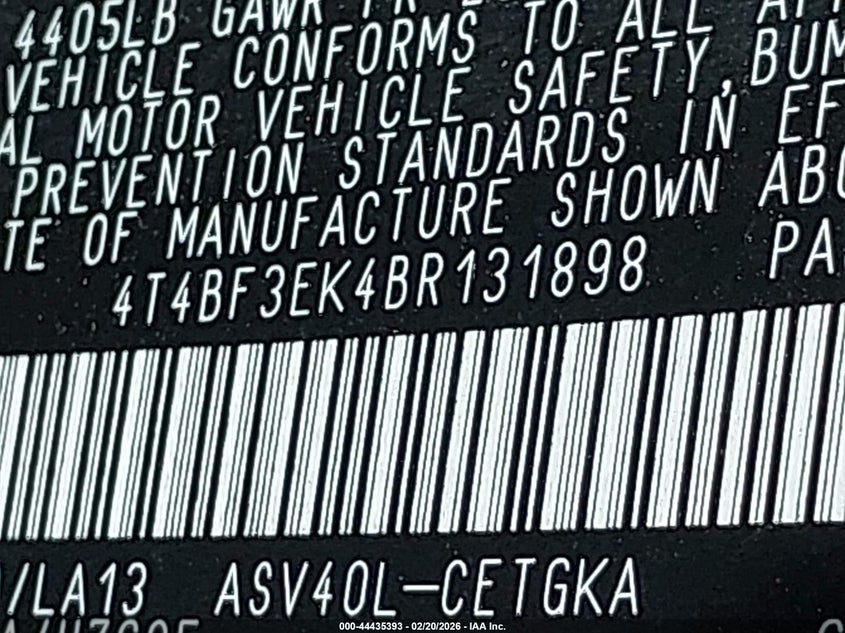 4405LB GAWR
VEHICLE CONFORMS TO ALL
AL MOTOR VEHICLE SAFETY, BUM
PREVENTION STANDARDS IN EF
TE OF MANUFACTURE SHOWN ABO
4T4BF3EK4BR131898 PA
/LA13 ASV40L-CETGKA
000-44435393 - 02/20/2026 - IAA Inc.